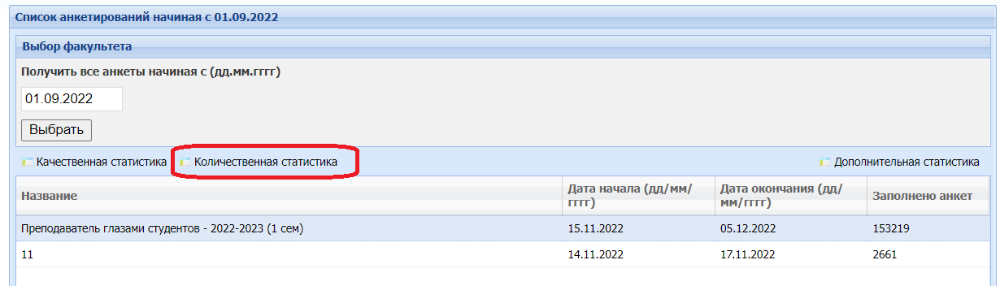 Список анкетирований начиная с 01.09.2022
Выбор факультета
Получить все анкеты начиная с (дд.мм.гггг)
01.09.2022
Выбрать
Качественная статистика Количественная статистика Дополнительная статистика
Название Дата начала (дд/мм/гггг) Дата окончания (дд/мм/гггг) Заполнено анкет
Преподаватель глазами студентов - 2022-2023 (1 сем) 15.11.2022 05.12.2022 153219
11 14.11.2022 17.11.2022 2661